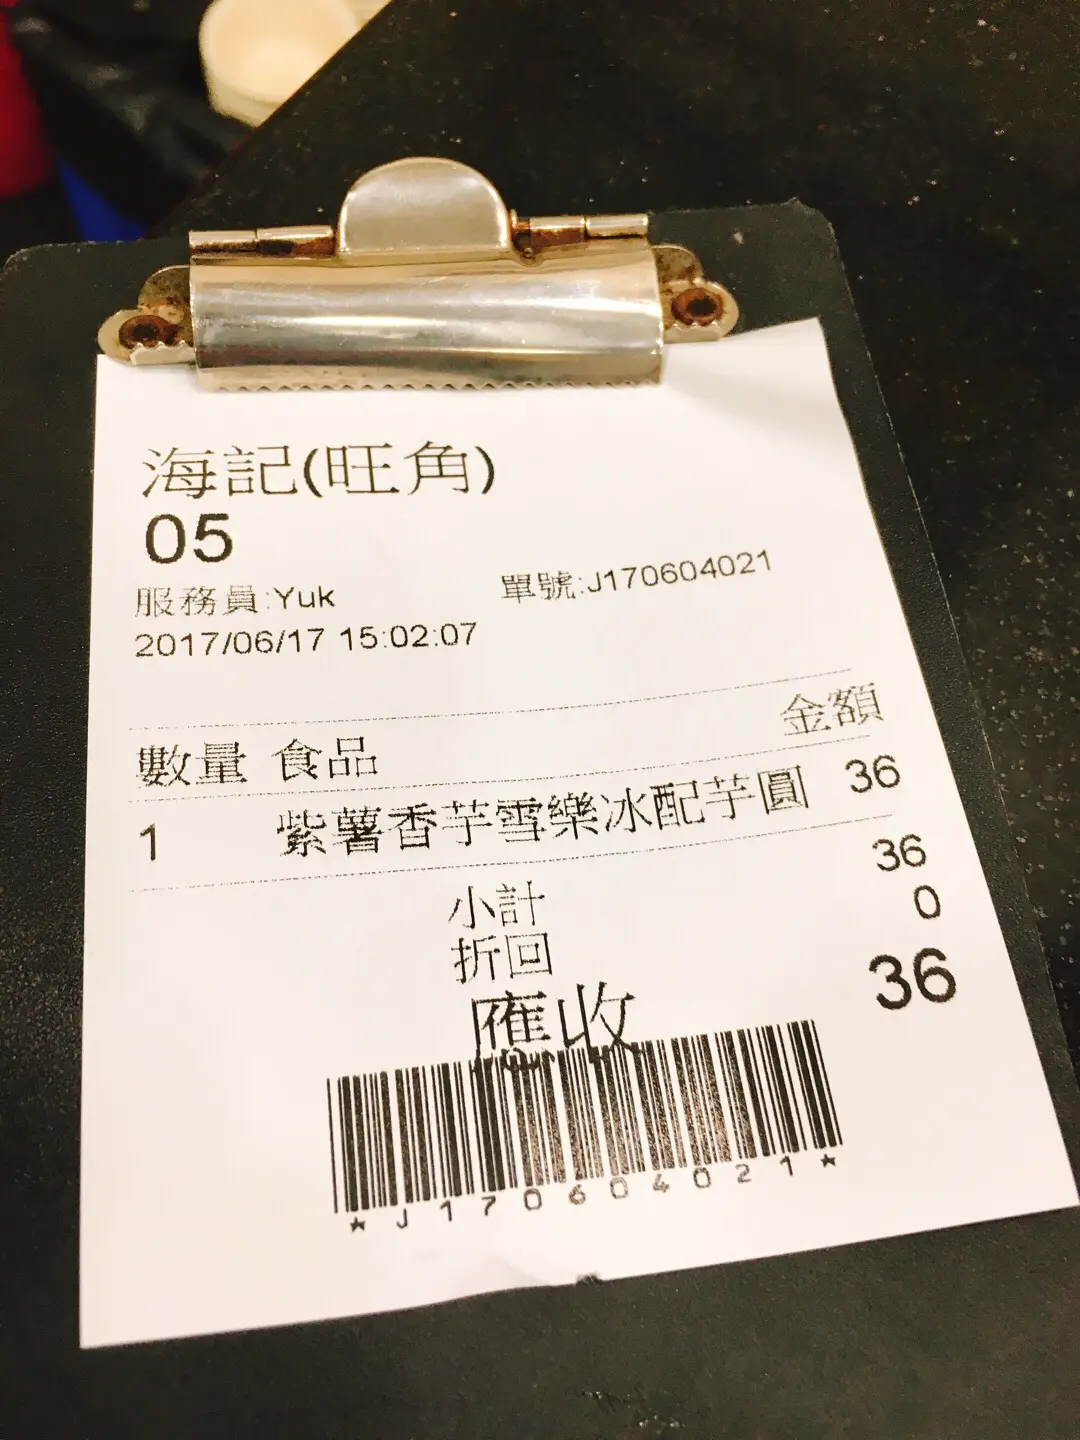 海記(旺角)
05
服務員:Yuk 單號:J170604021
2017/06/17 15:02:07
數量 食品 金額
1 紫薯香芋雪樂冰配芋圓 36
小計 36
折回 0
應收 36
*J170604021*